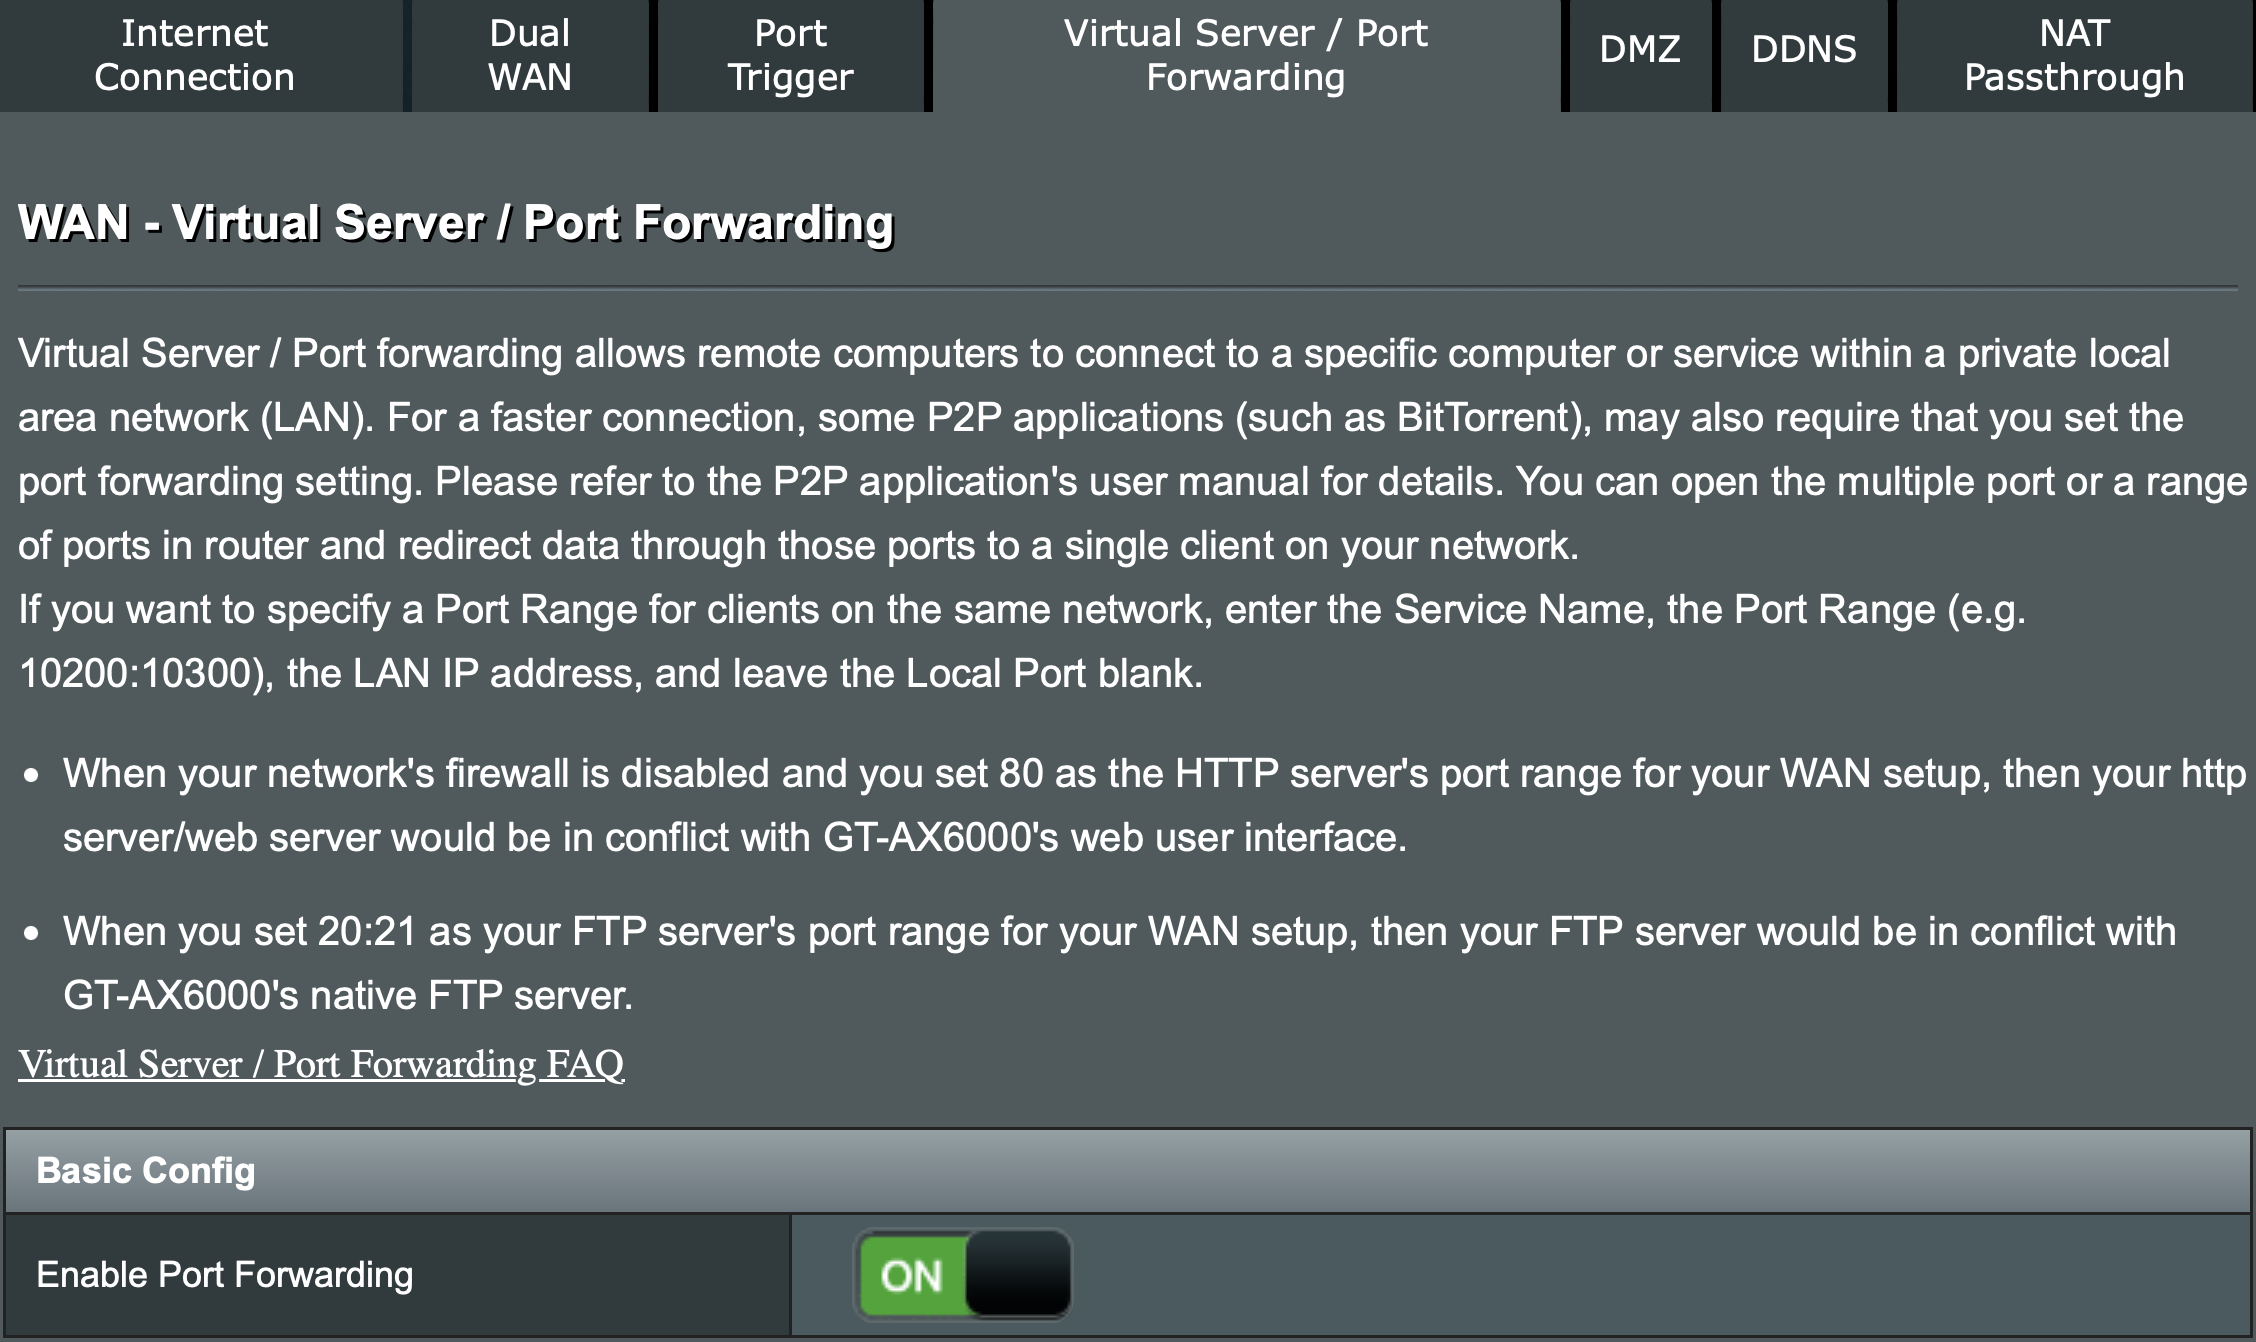 Internet
Connection
Dual
WAN
Port
Trigger
Virtual Server / Port
Forwarding
DMZ
DDNS
NAT
Passthrough
WAN - Virtual Server / Port Forwarding
Virtual Server / Port forwarding allows remote computers to connect to a specific computer or service within a private local
area network (LAN). For a faster connection, some P2P applications (such as BitTorrent), may also require that you set the
port forwarding setting. Please refer to the P2P application's user manual for details. You can open the multiple port or a range
of ports in router and redirect data through those ports to a single client on your network.
If you want to specify a Port Range for clients on the same network, enter the Service Name, the Port Range (e.g.
10200:10300), the LAN IP address, and leave the Local Port blank.
• When your network's firewall is disabled and you set 80 as the HTTP server's port range for your WAN setup, then your http
server/web server would be in conflict with GT-AX6000's web user interface.
• When you set 20:21 as your FTP server's port range for your WAN setup, then your FTP server would be in conflict with
GT-AX6000's native FTP server.
Virtual Server / Port Forwarding FAQ
Basic Config
Enable Port Forwarding
ON